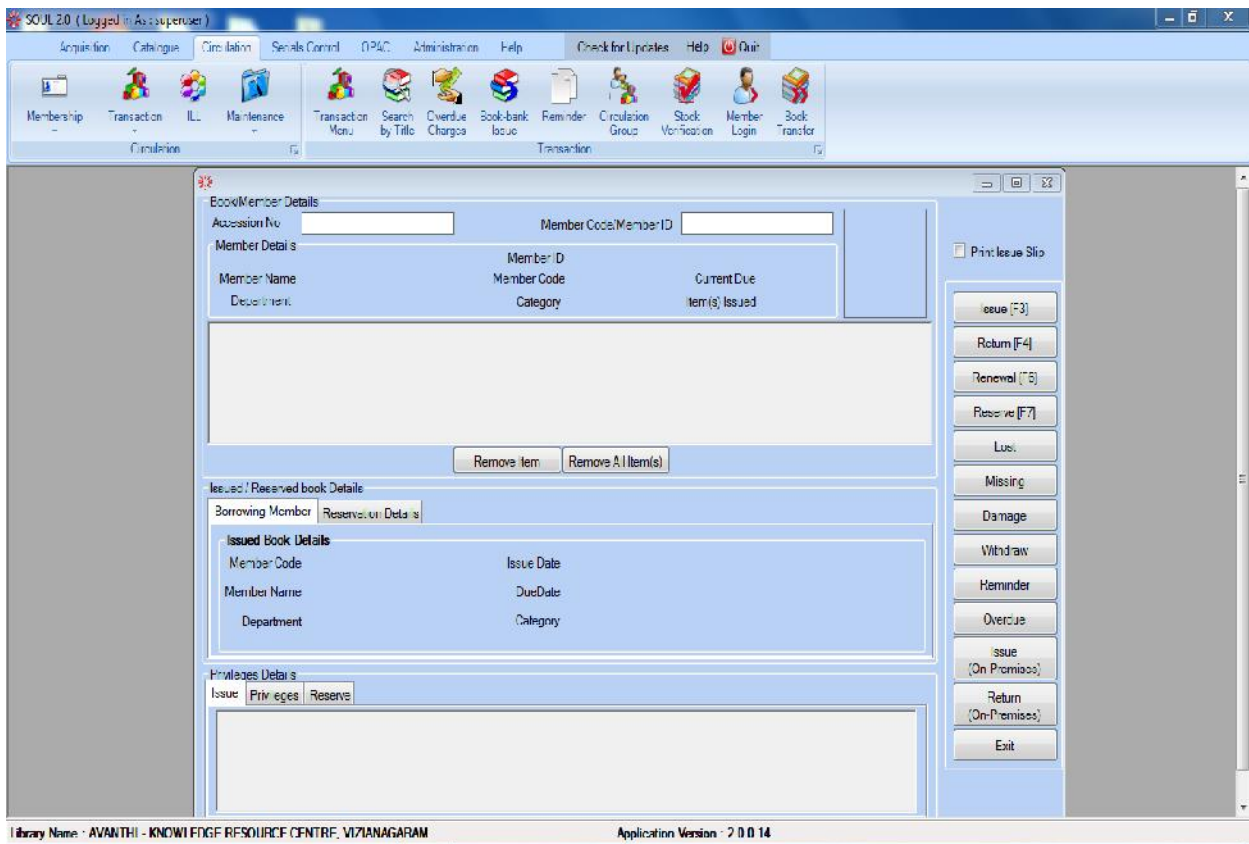 SOUL 2.0 ( Logged in As : superuser )
Acquisition Catalogue Circulation Serials Control OPAC Administration Help Check for Updates Help Quit
Membership Transaction ILL Maintenance Transaction Menu Search by Title Overdue Charges Book-bank Issue Reminder Circulation Group Stock Verification Member Login Book Transfer
Circulation Transaction
Book/Member Details
Accession No Member Code/Member ID
Member Details
Member ID
Print Issue Slip
Member Name Member Code Current Due
Department Category Item(s) Issued
Issue [F3]
Return [F4]
Renewal [F6]
Reserve [F7]
Lost
Remove Item Remove All Item(s)
Missing
Issued / Reserved book Details
Borrowing Member Reservation Details
Damage
Issued Book Details
Member Code Issue Date
Withdraw
Member Name DueDate
Reminder
Department Category
Overdue
Issue
(On-Premises)
Privileges Details
Issue Privileges Reserve
Return
(On-Premises)
Exit
Library Name : AVANTHI - KNOWLEDGE RESOURCE CENTRE, VIZIANAGARAM Application Version : 2.0.0.14